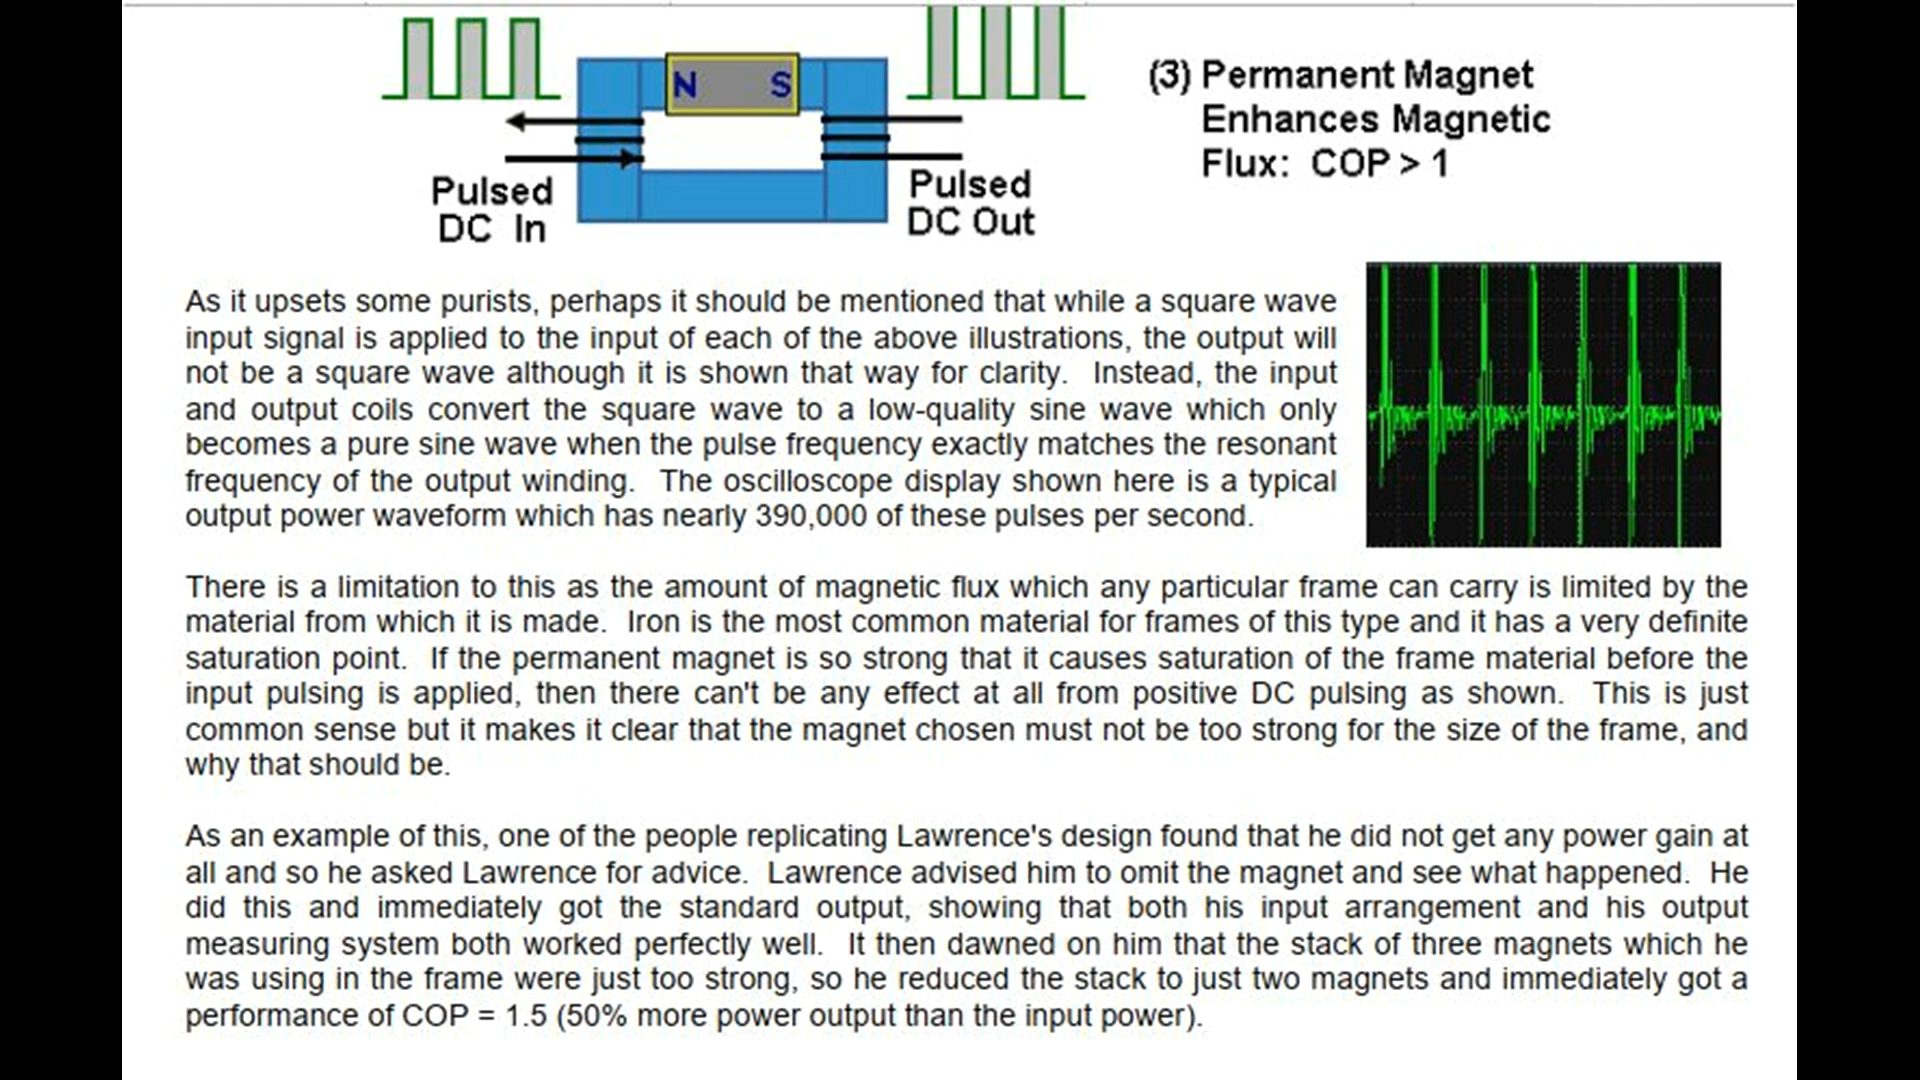 N S
(3) Permanent Magnet
Enhances Magnetic
Flux: COP > 1
Pulsed
DC In
Pulsed
DC Out
As it upsets some purists, perhaps it should be mentioned that while a square wave
input signal is applied to the input of each of the above illustrations, the output will
not be a square wave although it is shown that way for clarity. Instead, the input
and output coils convert the square wave to a low-quality sine wave which only
becomes a pure sine wave when the pulse frequency exactly matches the resonant
frequency of the output winding. The oscilloscope display shown here is a typical
output power waveform which has nearly 390,000 of these pulses per second.
There is a limitation to this as the amount of magnetic flux which any particular frame can carry is limited by the
material from which it is made. Iron is the most common material for frames of this type and it has a very definite
saturation point. If the permanent magnet is so strong that it causes saturation of the frame material before the
input pulsing is applied, then there can't be any effect at all from positive DC pulsing as shown. This is just
common sense but it makes it clear that the magnet chosen must not be too strong for the size of the frame, and
why that should be.
As an example of this, one of the people replicating Lawrence's design found that he did not get any power gain at
all and so he asked Lawrence for advice. Lawrence advised him to omit the magnet and see what happened. He
did this and immediately got the standard output, showing that both his input arrangement and his output
measuring system both worked perfectly well. It then dawned on him that the stack of three magnets which he
was using in the frame were just too strong, so he reduced the stack to just two magnets and immediately got a
performance of COP = 1.5 (50% more power output than the input power).